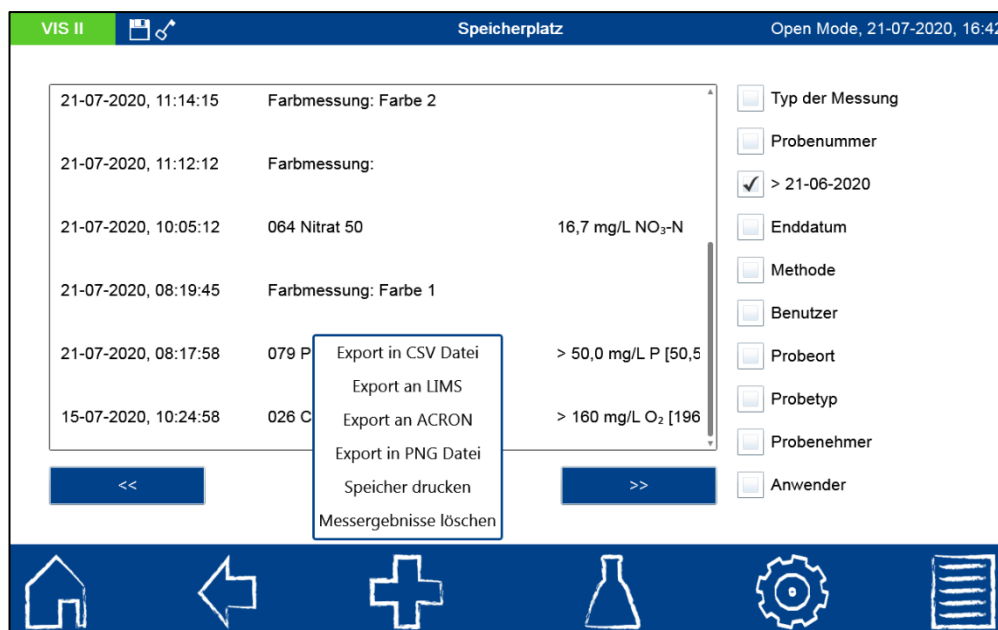 VIS II Speicherplatz Open Mode, 21-07-2020, 16:42
21-07-2020, 11:14:15 Farbmessung: Farbe 2
21-07-2020, 11:12:12 Farbmessung:
21-07-2020, 10:05:12 064 Nitrat 50 16,7 mg/L NO₃-N
21-07-2020, 08:19:45 Farbmessung: Farbe 1
21-07-2020, 08:17:58 079 P > 50,0 mg/L P [50,5
15-07-2020, 10:24:58 026 C > 160 mg/L O₂ [196
Export in CSV Datei
Export an LIMS
Export an ACRON
Export in PNG Datei
Speicher drucken
Messergebnisse löschen
<< >>
Typ der Messung
Probenummer
> 21-06-2020
Enddatum
Methode
Benutzer
Probeort
Probetyp
Probenehmer
Anwender